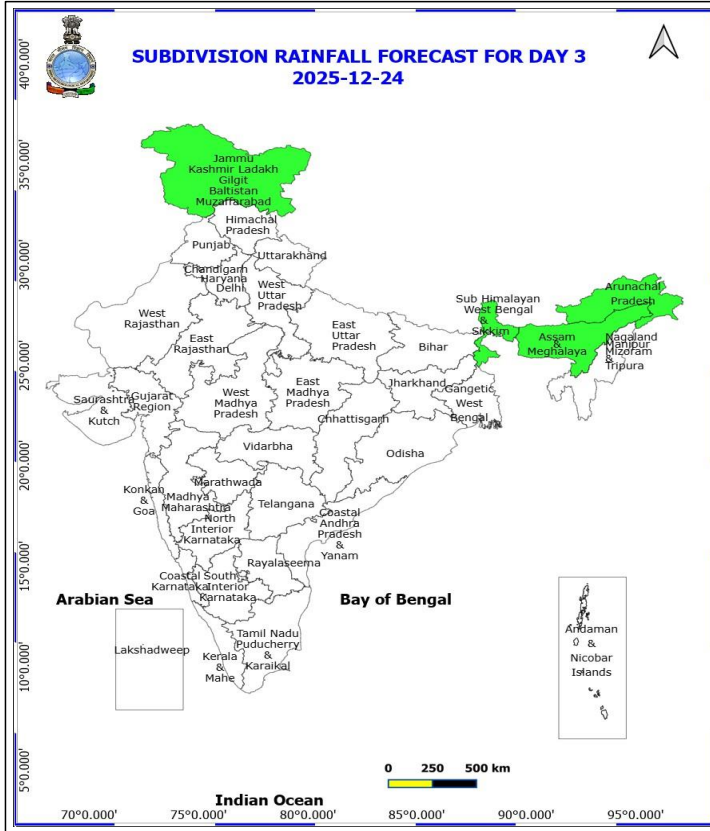 SUBDIVISION RAINFALL FORECAST FOR DAY 3
2025-12-24
40°0.000'
35°0.000'
30°0.000'
25°0.000'
20°0.000'
15°0.000'
10°0.000'
5°0.000'
Jammu
Kashmir Ladakh
Gilgit
Baltistan
Muzaffarabad
Himachal
Pradesh
Punjab
Uttarakhand
Chandigarh
Haryana
Delhi
West
Uttar
Pradesh
West
Rajasthan
East
Rajasthan
East
Uttar
Pradesh
Bihar
Sub Himalayan
West Bengal
&
Sikkim
Arunachal
Pradesh
Assam
&
Meghalaya
Nagaland
Manipur
Mizoram
&
Tripura
Saurashtra
&
Kutch
Gujarat
Region
West
Madhya
Pradesh
East
Madhya
Pradesh
Jharkhand
Gangetic
West
Bengal
Chhattisgarh
Vidarbha
Odisha
Konkan
&
Goa
Marathwada
Madhya
Maharashtra
North
Interior
Karnataka
Telangana
Coastal
Andhra
Pradesh
&
Yanam
Rayalaseema
Coastal
Karnataka
South
Interior
Karnataka
Arabian Sea
Bay of Bengal
Lakshadweep
Kerala
&
Mahe
Tamil Nadu
Puducherry
&
Karaikal
Andaman
&
Nicobar
Islands
0 250 500 km
Indian Ocean
70°0.000' 75°0.000' 80°0.000' 85°0.000' 90°0.000' 95°0.000'